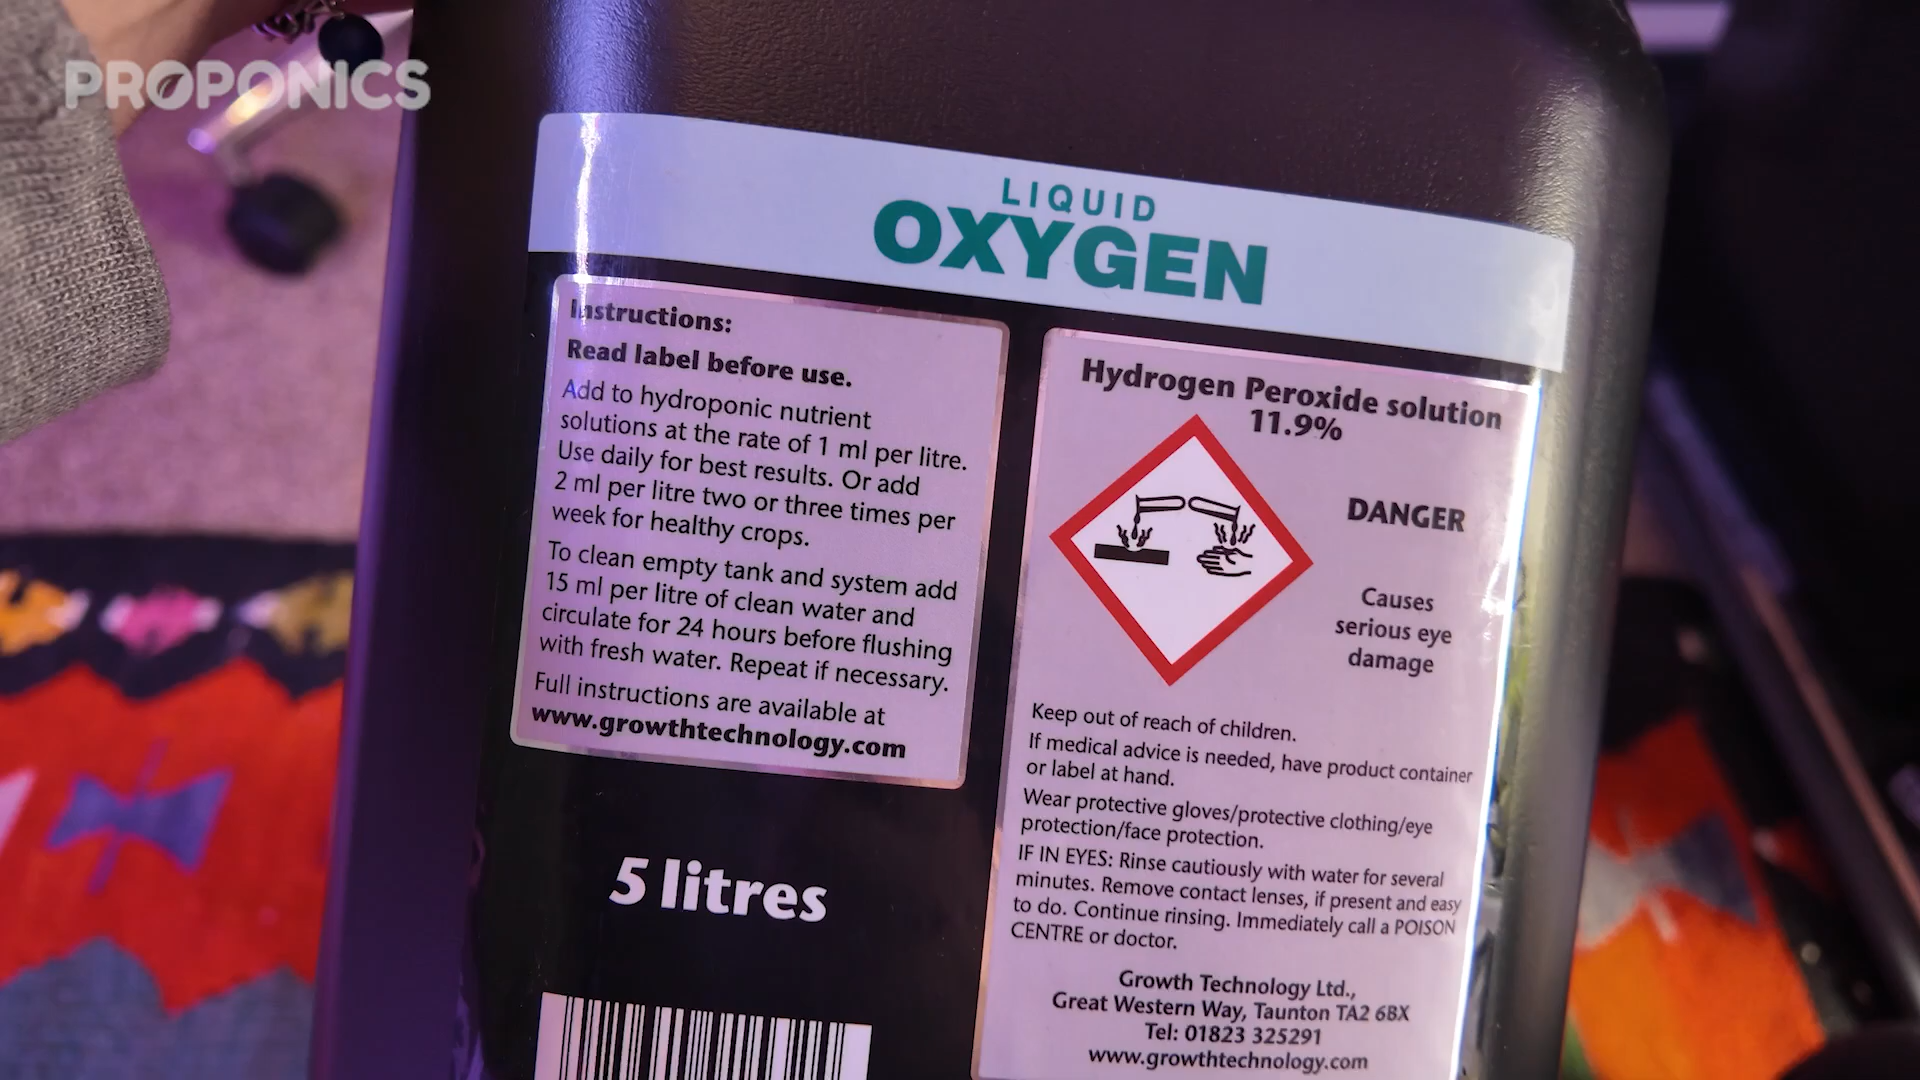 PROPONICS
LIQUID
OXYGEN
Instructions:
Read label before use.
Add to hydroponic nutrient
solutions at the rate of 1 ml per litre.
Use daily for best results. Or add
2 ml per litre two or three times per
week for healthy crops.
To clean empty tank and system add
15 ml per litre of clean water and
circulate for 24 hours before flushing
with fresh water. Repeat if necessary.
Full instructions are available at
www.growthtechnology.com
5 litres
Hydrogen Peroxide solution
11.9%
DANGER
Causes
serious eye
damage
Keep out of reach of children.
If medical advice is needed, have product container
or label at hand.
Wear protective gloves/protective clothing/eye
protection/face protection.
IF IN EYES: Rinse cautiously with water for several
minutes. Remove contact lenses, if present and easy
to do. Continue rinsing. Immediately call a POISON
CENTRE or doctor.
Growth Technology Ltd.,
Great Western Way, Taunton TA2 6BX
Tel: 01823 325291
www.growthtechnology.com